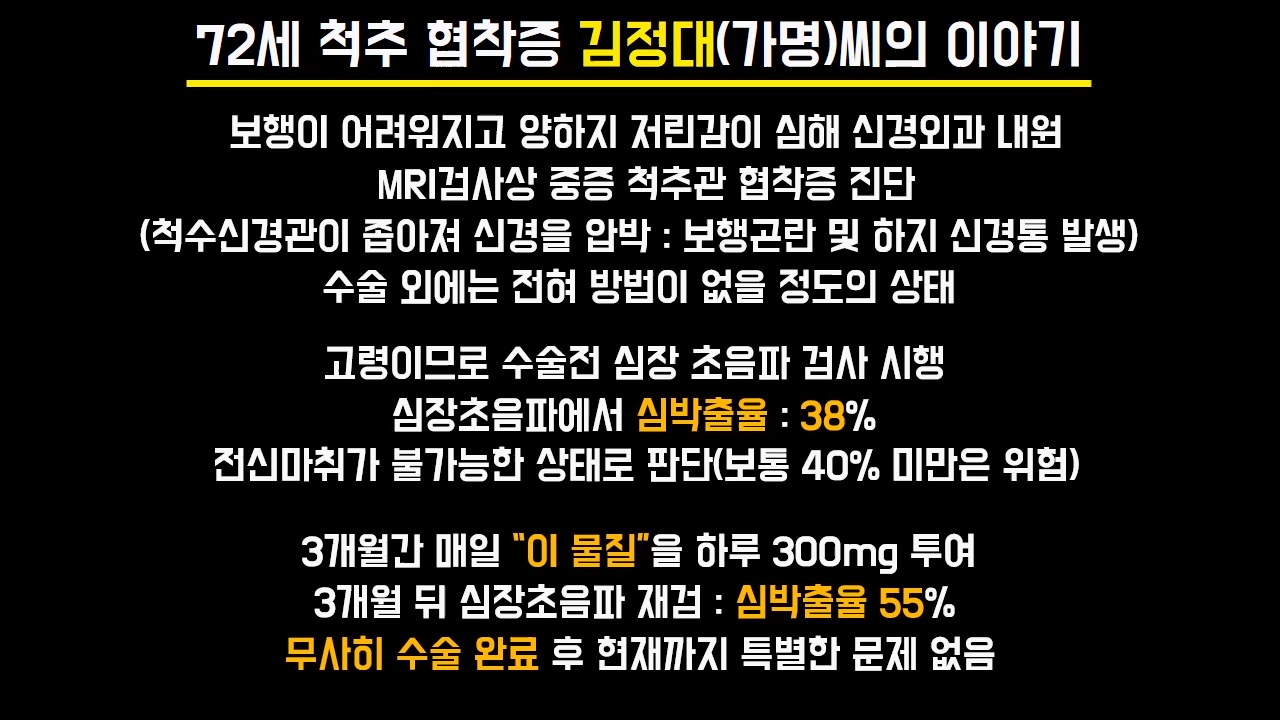 72세 척추 협착증 김정대(가명)씨의 이야기
보행이 어려워지고 양하지 저린감이 심해 신경외과 내원
MRI검사상 중증 척추관 협착증 진단
(척수신경관이 좁아져 신경을 압박 : 보행곤란 및 하지 신경통 발생)
수술 외에는 전혀 방법이 없을 정도의 상태
고령이므로 수술전 심장 초음파 검사 시행
심장초음파에서 심박출율 : 38%
전신마취가 불가능한 상태로 판단(보통 40% 미만은 위험)
3개월간 매일 "이 물질"을 하루 300mg 투여
3개월 뒤 심장초음파 재검 : 심박출율 55%
무사히 수술 완료 후 현재까지 특별한 문제 없음